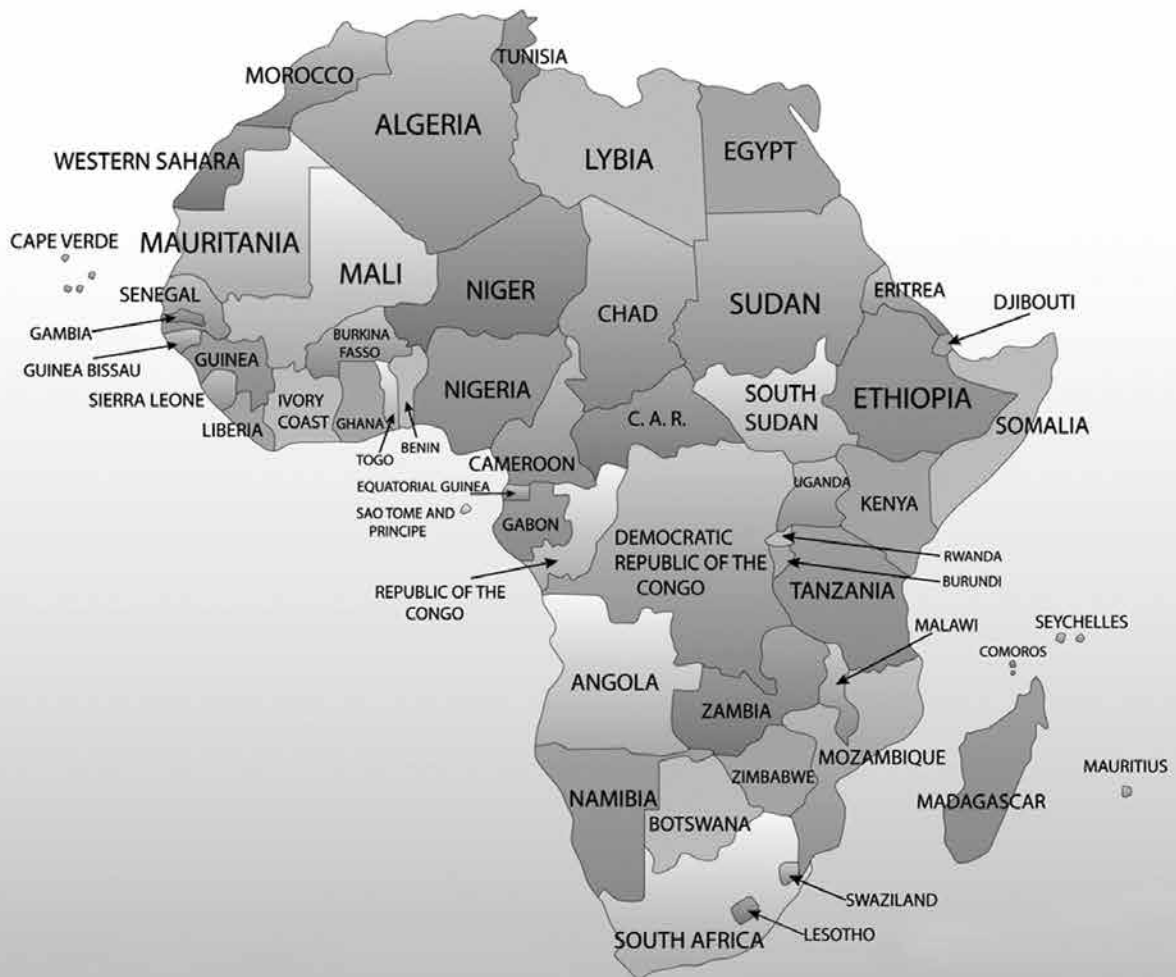 TUNISIA
MOROCCO
ALGERIA
LYBIA
EGYPT
WESTERN SAHARA
MAURITANIA
CAPE VERDE
MALI
NIGER
CHAD
SUDAN
ERITREA
DJIBOUTI
SENEGAL
GAMBIA
GUINEA BISSAU
GUINEA
BURKINA
FASSO
SIERRA LEONE
LIBERIA
IVORY
COAST
GHANA
TOGO
BENIN
NIGERIA
C. A. R.
SOUTH
SUDAN
ETHIOPIA
SOMALIA
CAMEROON
EQUATORIAL GUINEA
SAO TOME AND
PRINCIPE
GABON
UGANDA
KENYA
DEMOCRATIC
REPUBLIC OF THE
CONGO
RWANDA
BURUNDI
REPUBLIC OF THE
CONGO
TANZANIA
MALAWI
SEYCHELLES
COMOROS
ANGOLA
ZAMBIA
MOZAMBIQUE
ZIMBABWE
MAURITIUS
NAMIBIA
MADAGASCAR
BOTSWANA
SWAZILAND
LESOTHO
SOUTH AFRICA